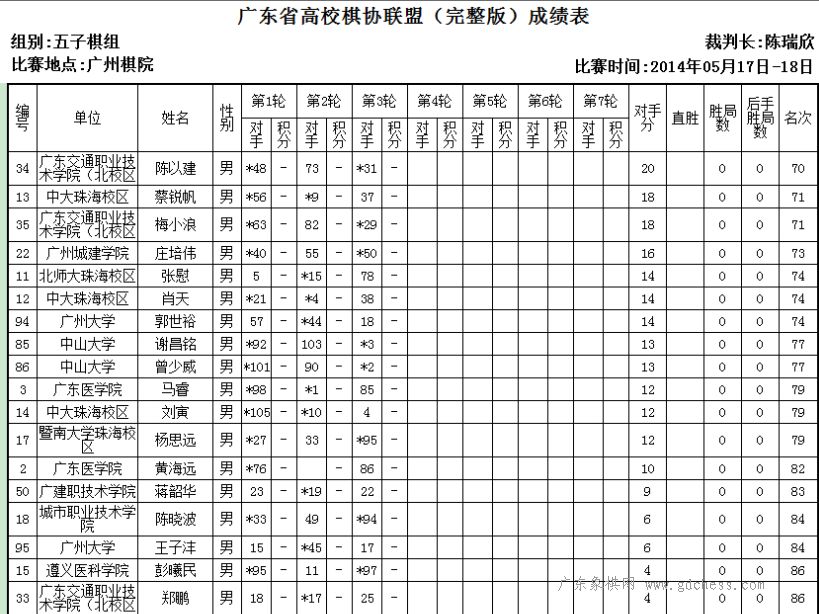 广东省高校棋协联盟（完整版）成绩表
组别:五子棋组 裁判长:陈瑞欣
比赛地点:广州棋院 比赛时间:2014年05月17日-18日
编号 单位 姓名 性别 第1轮 第2轮 第3轮 第4轮 第5轮 第6轮 第7轮 对手分 直胜 胜局数 后手胜局数 名次
对手 积分 对手 积分 对手 积分 对手 积分 对手 积分 对手 积分 对手 积分
34 广东交通职业技术学院（北校区 陈以建 男 *48 - 73 - *31 - 20 0 0 70
13 中大珠海校区 蔡锐帆 男 *56 - *9 - 37 - 18 0 0 71
35 广东交通职业技术学院（北校区 梅小浪 男 *63 - 82 - *29 - 18 0 0 71
22 广州城建学院 庄培伟 男 *40 - 55 - *50 - 16 0 0 73
11 北师大珠海校区 张慰 男 5 - *15 - 78 - 14 0 0 74
12 中大珠海校区 肖天 男 *21 - *4 - 38 - 14 0 0 74
94 广州大学 郭世裕 男 57 - *44 - 18 - 14 0 0 74
85 中山大学 谢昌铭 男 *92 - 103 - *3 - 13 0 0 77
86 中山大学 曾少威 男 *101 - 90 - *2 - 13 0 0 77
3 广东医学院 马睿 男 *98 - *1 - 85 - 12 0 0 79
14 中大珠海校区 刘寅 男 *105 - *10 - 4 - 12 0 0 79
17 暨南大学珠海校区 杨思远 男 *27 - 33 - *95 - 12 0 0 79
2 广东医学院 黄海远 男 *76 - 86 - 10 0 0 82
50 广建职技术学院 蒋韶华 男 23 - *19 - 22 - 9 0 0 83
18 城市职业技术学院 陈晓波 男 *33 - 49 - *94 - 6 0 0 84
95 广州大学 王子沣 男 15 - *45 - 17 - 6 0 0 84
15 遵义医科学院 彭曦民 男 *95 - 11 - *97 - 4 0 0 86
33 广东交通职业技术学院（北校区 郑鹏 男 18 - *17 - 25 - 4 0 0 86
广东象棋网 www.gdchess.com